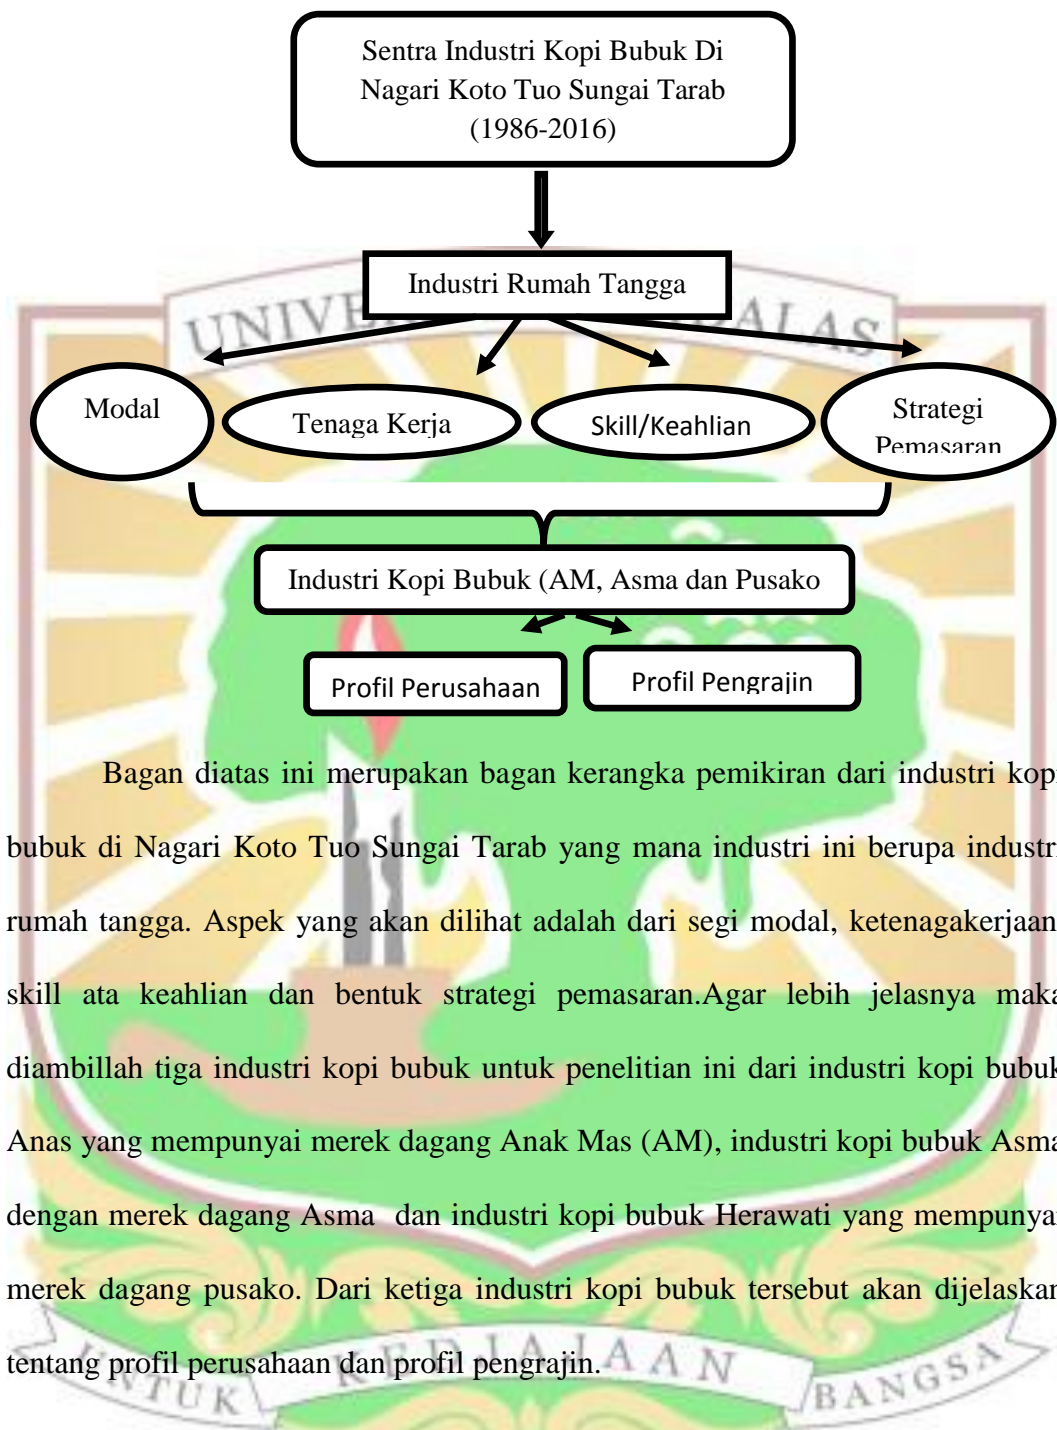 Sentra Industri Kopi Bubuk Di
Nagari Koto Tuo Sungai Tarab
(1986-2016)
Industri Rumah Tangga
Modal
Tenaga Kerja
Skill/Keahlian
Strategi
Pemasaran
Industri Kopi Bubuk (AM, Asma dan Pusako
Profil Perusahaan
Profil Pengrajin
Bagan diatas ini merupakan bagan kerangka pemikiran dari industri kopi
bubuk di Nagari Koto Tuo Sungai Tarab yang mana industri ini berupa industri
rumah tangga. Aspek yang akan dilihat adalah dari segi modal, ketenagakerjaan
skill ata keahlian dan bentuk strategi pemasaran.Agar lebih jelasnya maka
diambillah tiga industri kopi bubuk untuk penelitian ini dari industri kopi bubuk
Anas yang mempunyai merek dagang Anak Mas (AM), industri kopi bubuk Asma
dengan merek dagang Asma dan industri kopi bubuk Herawati yang mempunyai
merek dagang pusako. Dari ketiga industri kopi bubuk tersebut akan dijelaskan
tentang profil perusahaan dan profil pengrajin.
UNTUK KEDJAJAAN BANGSA